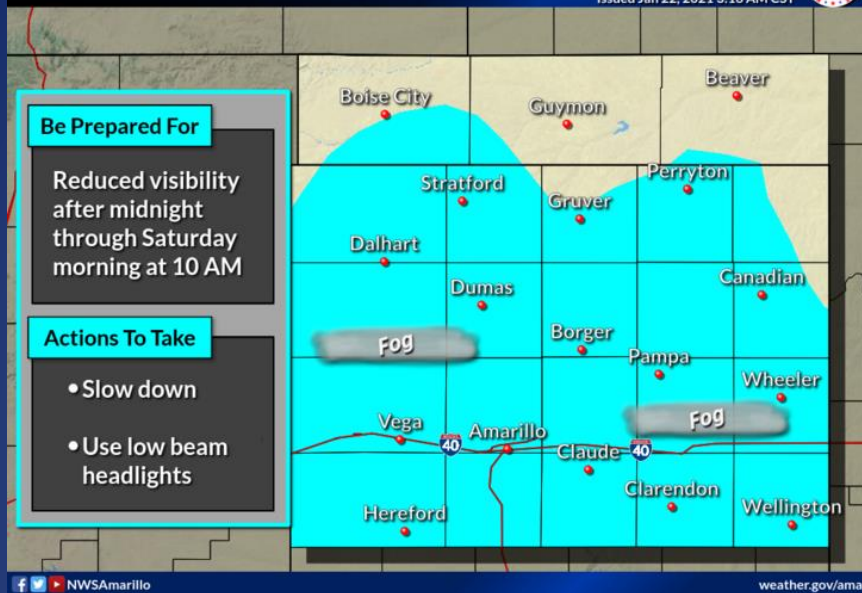 Be Prepared For
Reduced visibility
after midnight
through Saturday
morning at 10 AM
Actions To Take
• Slow down
• Use low beam
headlights
Boise City
Guymon
Beaver
Stratford
Gruver
Perryton
Dalhart
Dumas
Canadian
Fog
Borger
Pampa
Wheeler
Fog
Vega
40
Amarillo
Claude
40
Clarendon
Hereford
Wellington
NWSAmarillo
weather.gov/ama